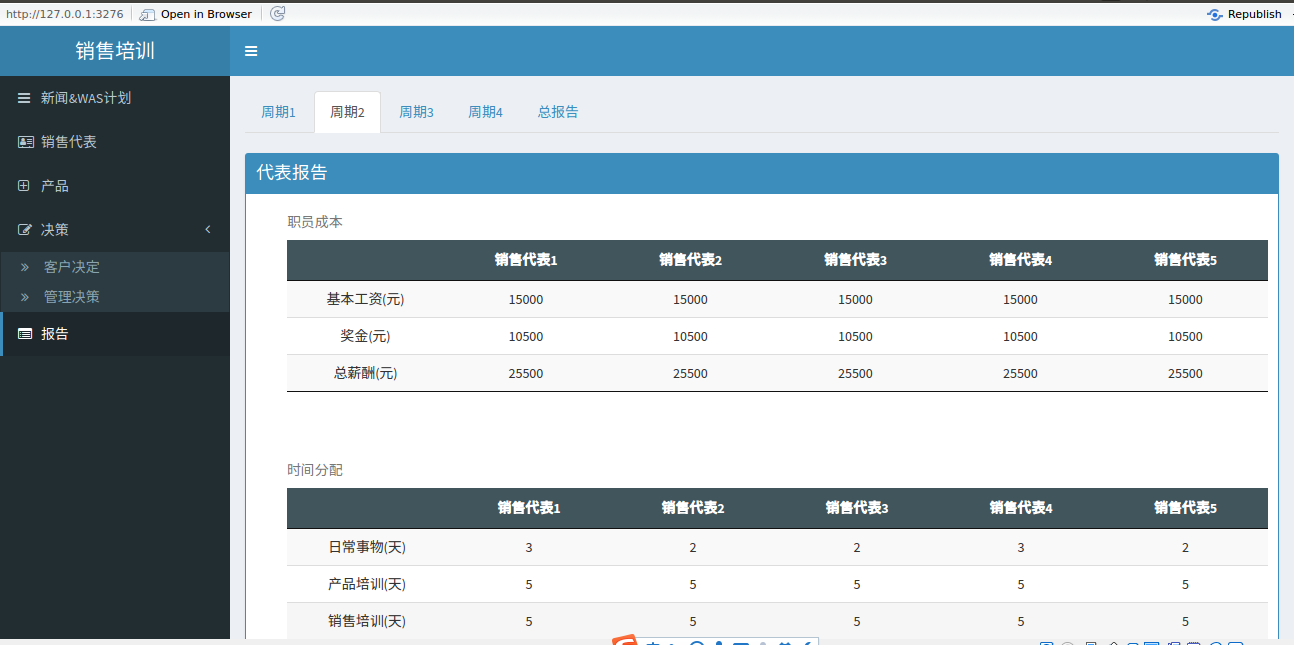 http://127.0.0.1:3276 Open in Browser Republish
销售培训
新闻&WAS计划
销售代表
产品
决策
客户决定
管理决策
报告
周期1 周期2 周期3 周期4 总报告
代表报告
职员成本
销售代表1 销售代表2 销售代表3 销售代表4 销售代表5
基本工资(元) 15000 15000 15000 15000 15000
奖金(元) 10500 10500 10500 10500 10500
总薪酬(元) 25500 25500 25500 25500 25500
时间分配
销售代表1 销售代表2 销售代表3 销售代表4 销售代表5
日常事物(天) 3 2 2 3 2
产品培训(天) 5 5 5 5 5
销售培训(天) 5 5 5 5 5